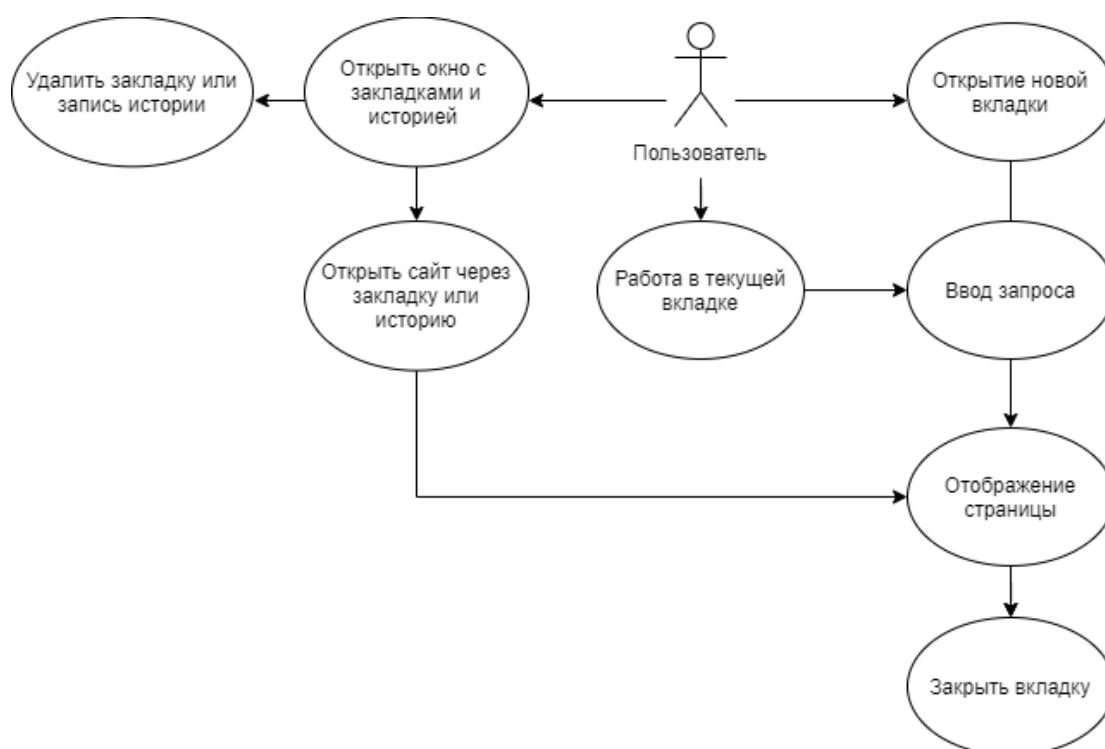 Удалить закладку или
запись истории
Открыть окно с
закладками и
историей
Пользователь
Открытие новой
вкладки
Открыть сайт через
закладку или
историю
Работа в текущей
вкладке
Ввод запроса
Отображение
страницы
Закрыть вкладку